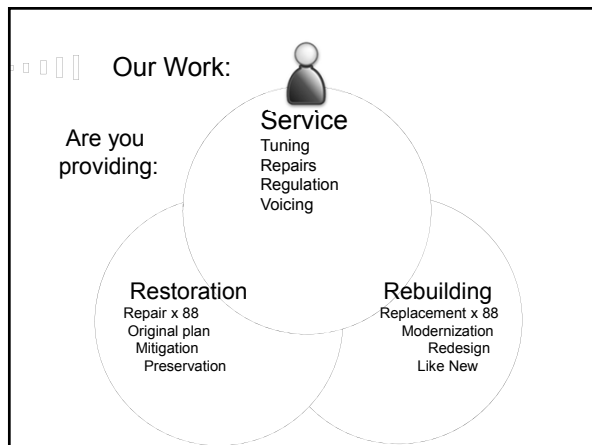 Our Work:
Are you
providing:
Service
Tuning
Repairs
Regulation
Voicing
Restoration
Repair x 88
Original plan
Mitigation
Preservation
Rebuilding
Replacement x 88
Modernization
Redesign
Like New